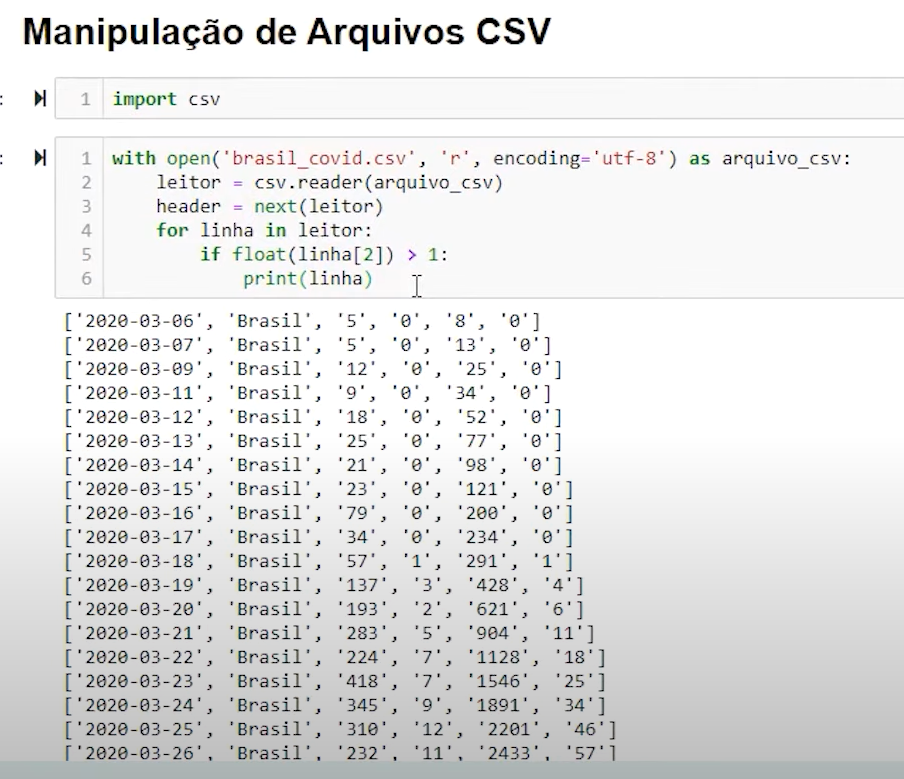 Manipulação de Arquivos CSV
:
1 import csv
:
1 with open('brasil_covid.csv', 'r', encoding='utf-8') as arquivo_csv:
2     leitor = csv.reader(arquivo_csv)
3     header = next(leitor)
4     for linha in leitor:
5         if float(linha[2]) > 1:
6             print(linha)
['2020-03-06', 'Brasil', '5', '0', '8', '0']
['2020-03-07', 'Brasil', '5', '0', '13', '0']
['2020-03-09', 'Brasil', '12', '0', '25', '0']
['2020-03-11', 'Brasil', '9', '0', '34', '0']
['2020-03-12', 'Brasil', '18', '0', '52', '0']
['2020-03-13', 'Brasil', '25', '0', '77', '0']
['2020-03-14', 'Brasil', '21', '0', '98', '0']
['2020-03-15', 'Brasil', '23', '0', '121', '0']
['2020-03-16', 'Brasil', '79', '0', '200', '0']
['2020-03-17', 'Brasil', '34', '0', '234', '0']
['2020-03-18', 'Brasil', '57', '1', '291', '1']
['2020-03-19', 'Brasil', '137', '3', '428', '4']
['2020-03-20', 'Brasil', '193', '2', '621', '6']
['2020-03-21', 'Brasil', '283', '5', '904', '11']
['2020-03-22', 'Brasil', '224', '7', '1128', '18']
['2020-03-23', 'Brasil', '418', '7', '1546', '25']
['2020-03-24', 'Brasil', '345', '9', '1891', '34']
['2020-03-25', 'Brasil', '310', '12', '2201', '46']
['2020-03-26', 'Brasil', '232', '11', '2433', '57']